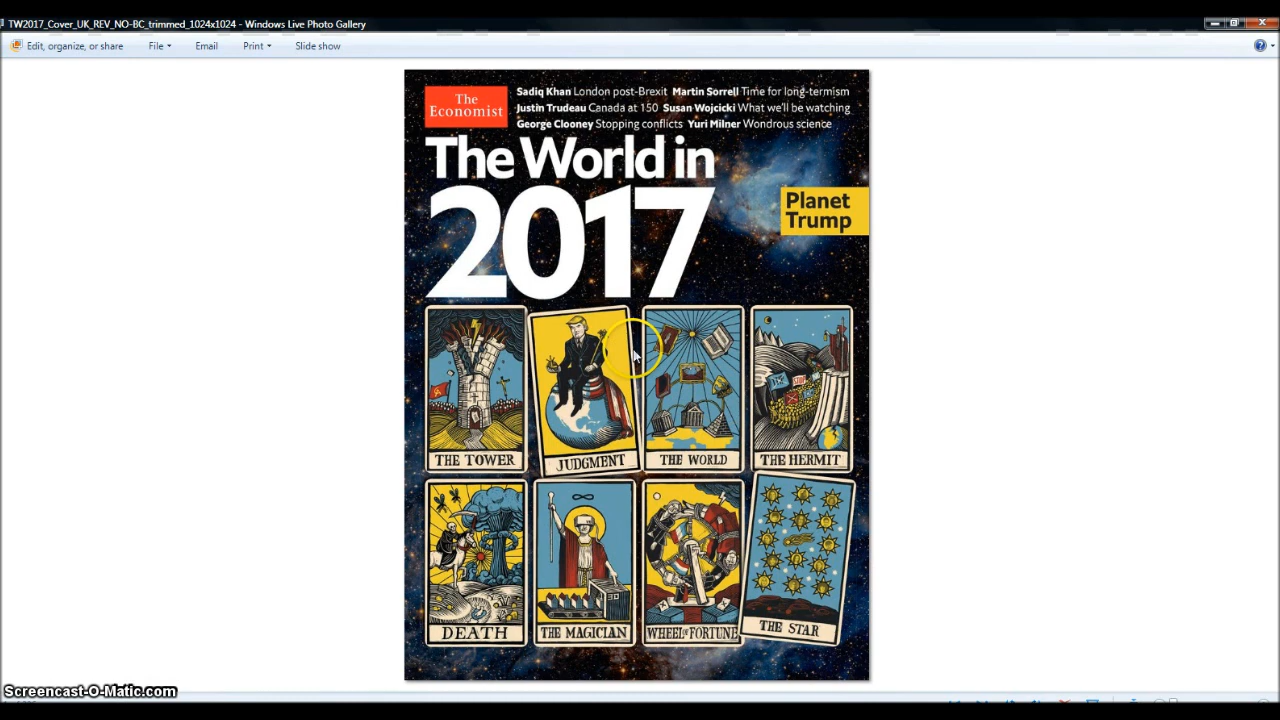 TW2017_Cover_UK_REV_NO-BC_trimmed_1024x1024 - Windows Live Photo Gallery
Edit, organize, or share File Email Print Slide show
The Economist
Sadiq Khan London post-Brexit Martin Sorrell Time for long-termism
Justin Trudeau Canada at 150 Susan Wojcicki What we'll be watching
George Clooney Stopping conflicts Yuri Milner Wondrous science
The World in
2017
Planet
Trump
THE TOWER
JUDGMENT
THE WORLD
THE HERMIT
DEATH
THE MAGICIAN
WHEEL of FORTUNE
THE STAR
Screencast-O-Matic.com